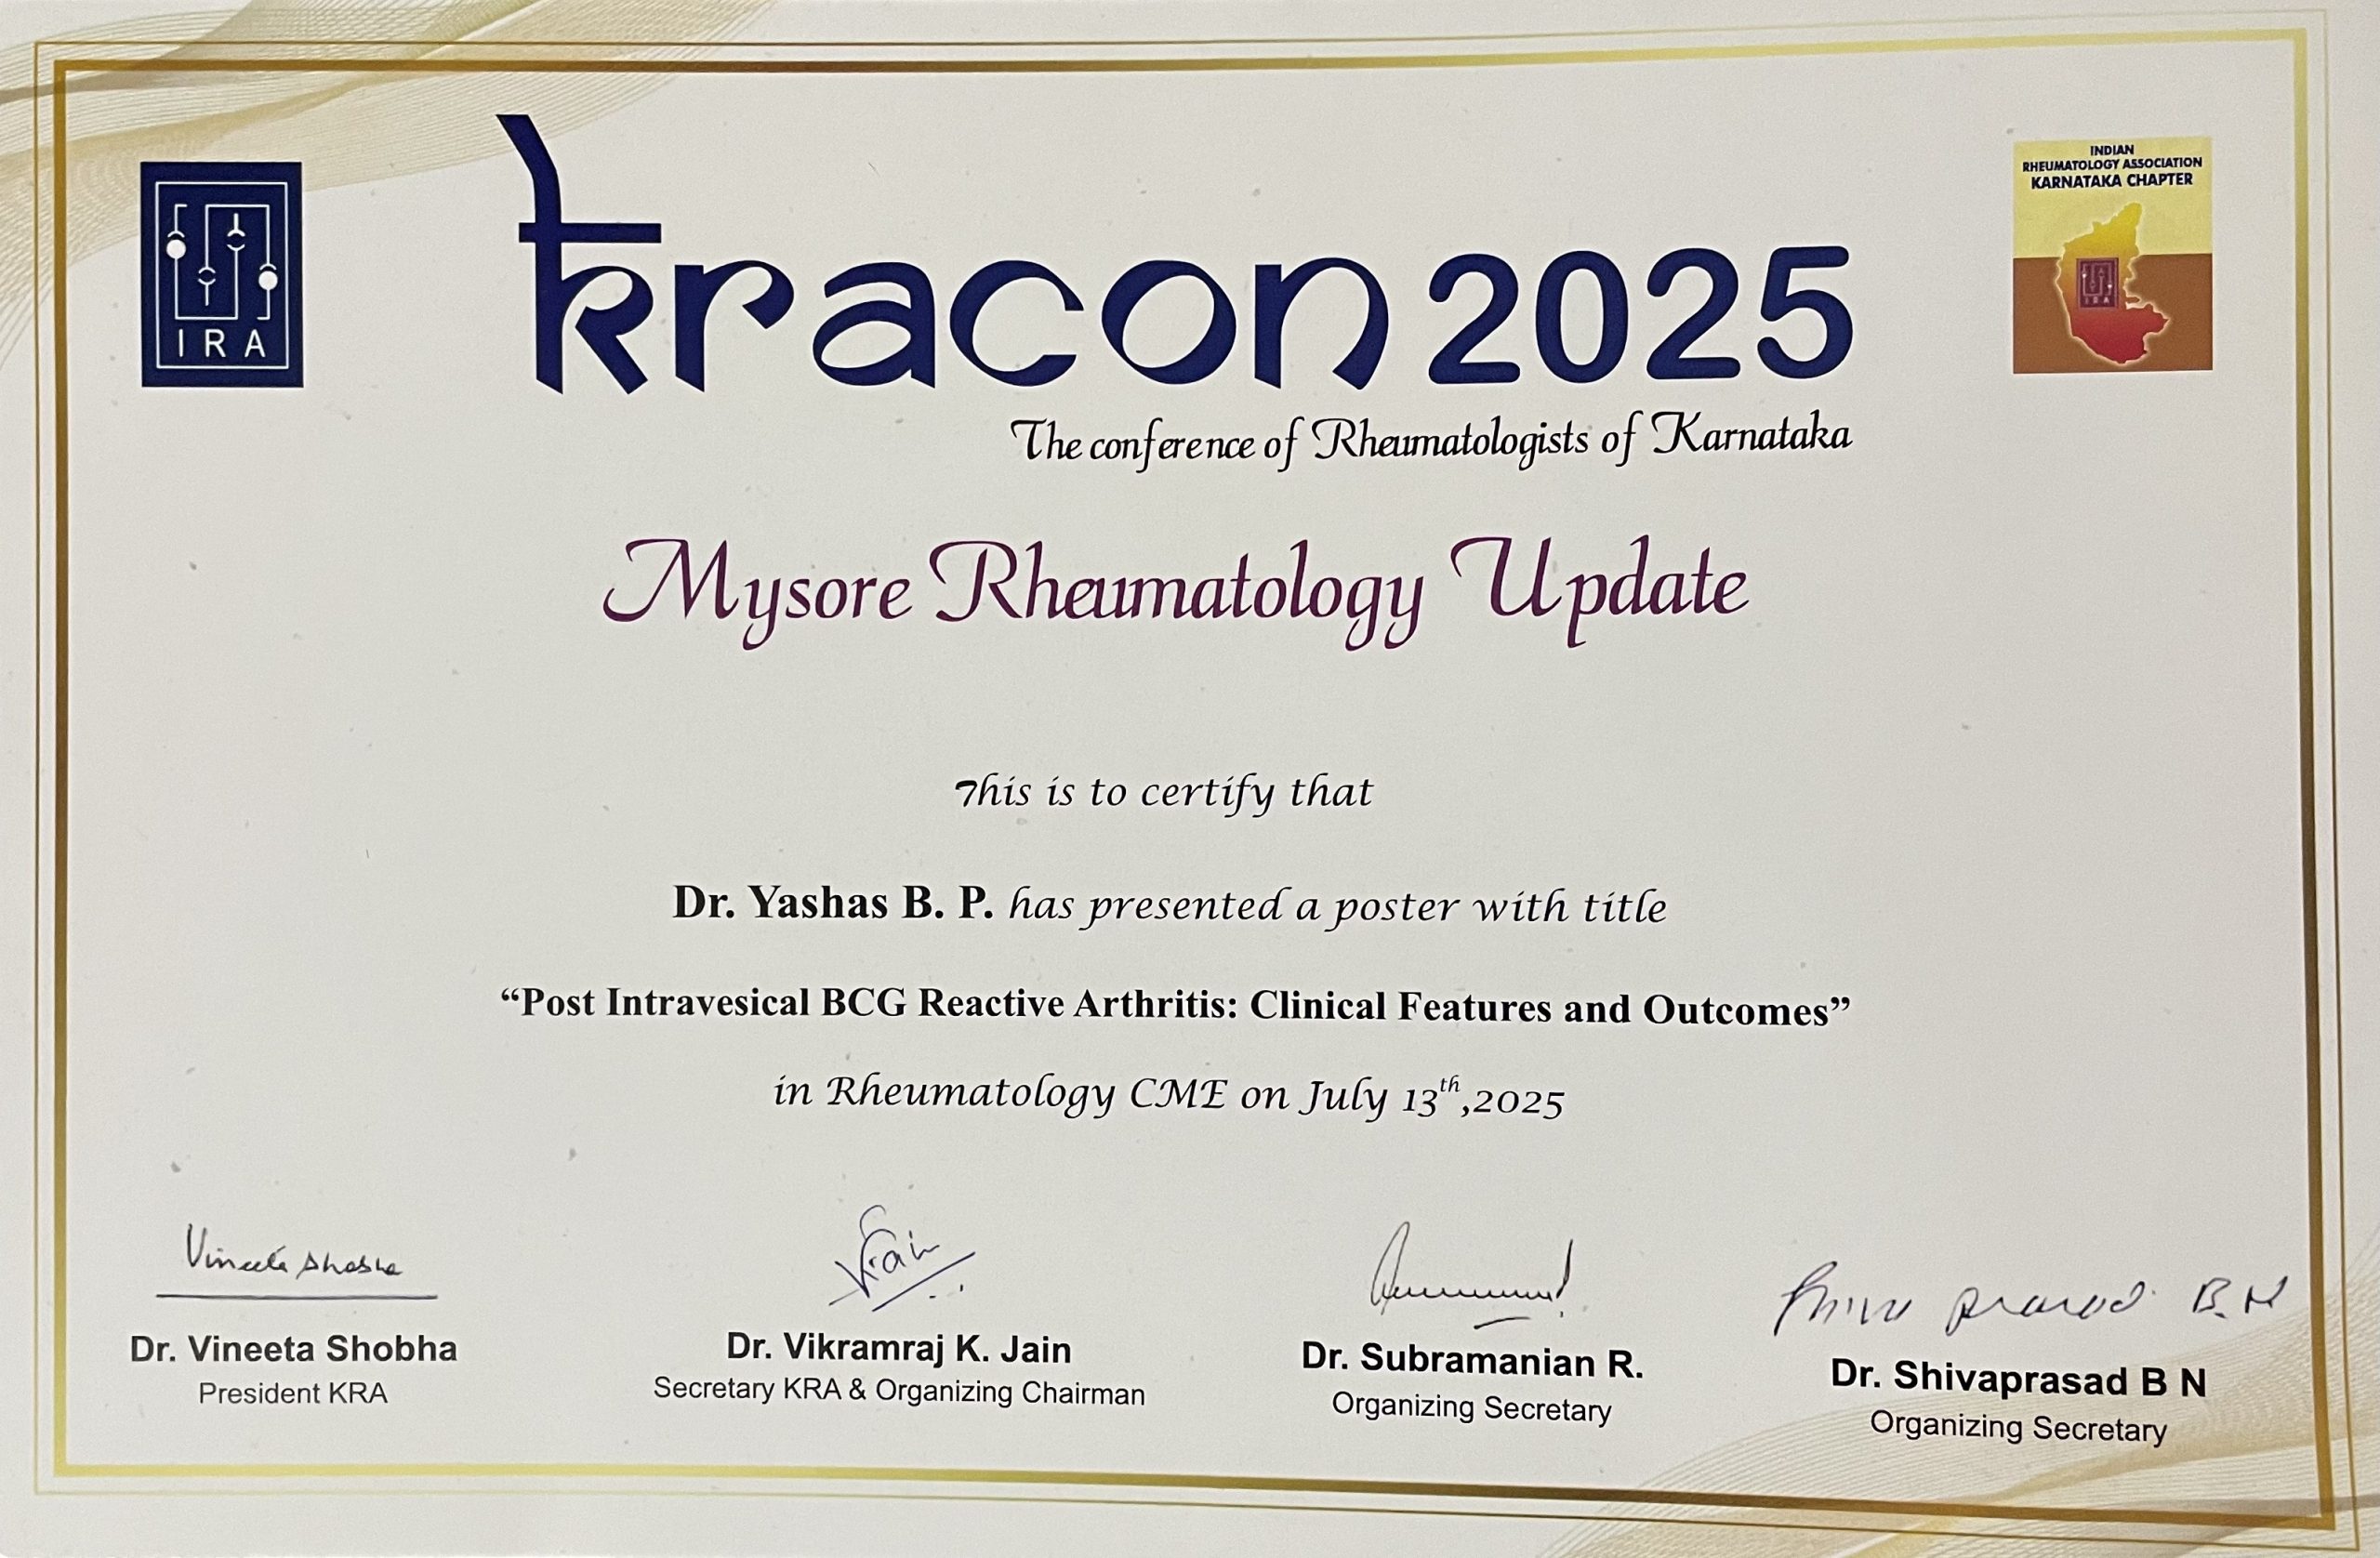 IRA
kracon 2025
INDIAN
RHEUMATOLOGY ASSOCIATION
KARNATAKA CHAPTER
IRA
The conference of Rheumatologists of Karnataka
Mysore Rheumatology Update
This is to certify that
Dr. Yashas B. P. has presented a poster with title
“Post Intravesical BCG Reactive Arthritis: Clinical Features and Outcomes”
in Rheumatology CME on July 13th,2025
Vineeta Shobha
Shiva prasad B.N
Dr. Vineeta Shobha
President KRA
Dr. Vikramraj K. Jain
Secretary KRA & Organizing Chairman
Dr. Subramanian R.
Organizing Secretary
Dr. Shivaprasad B N
Organizing Secretary